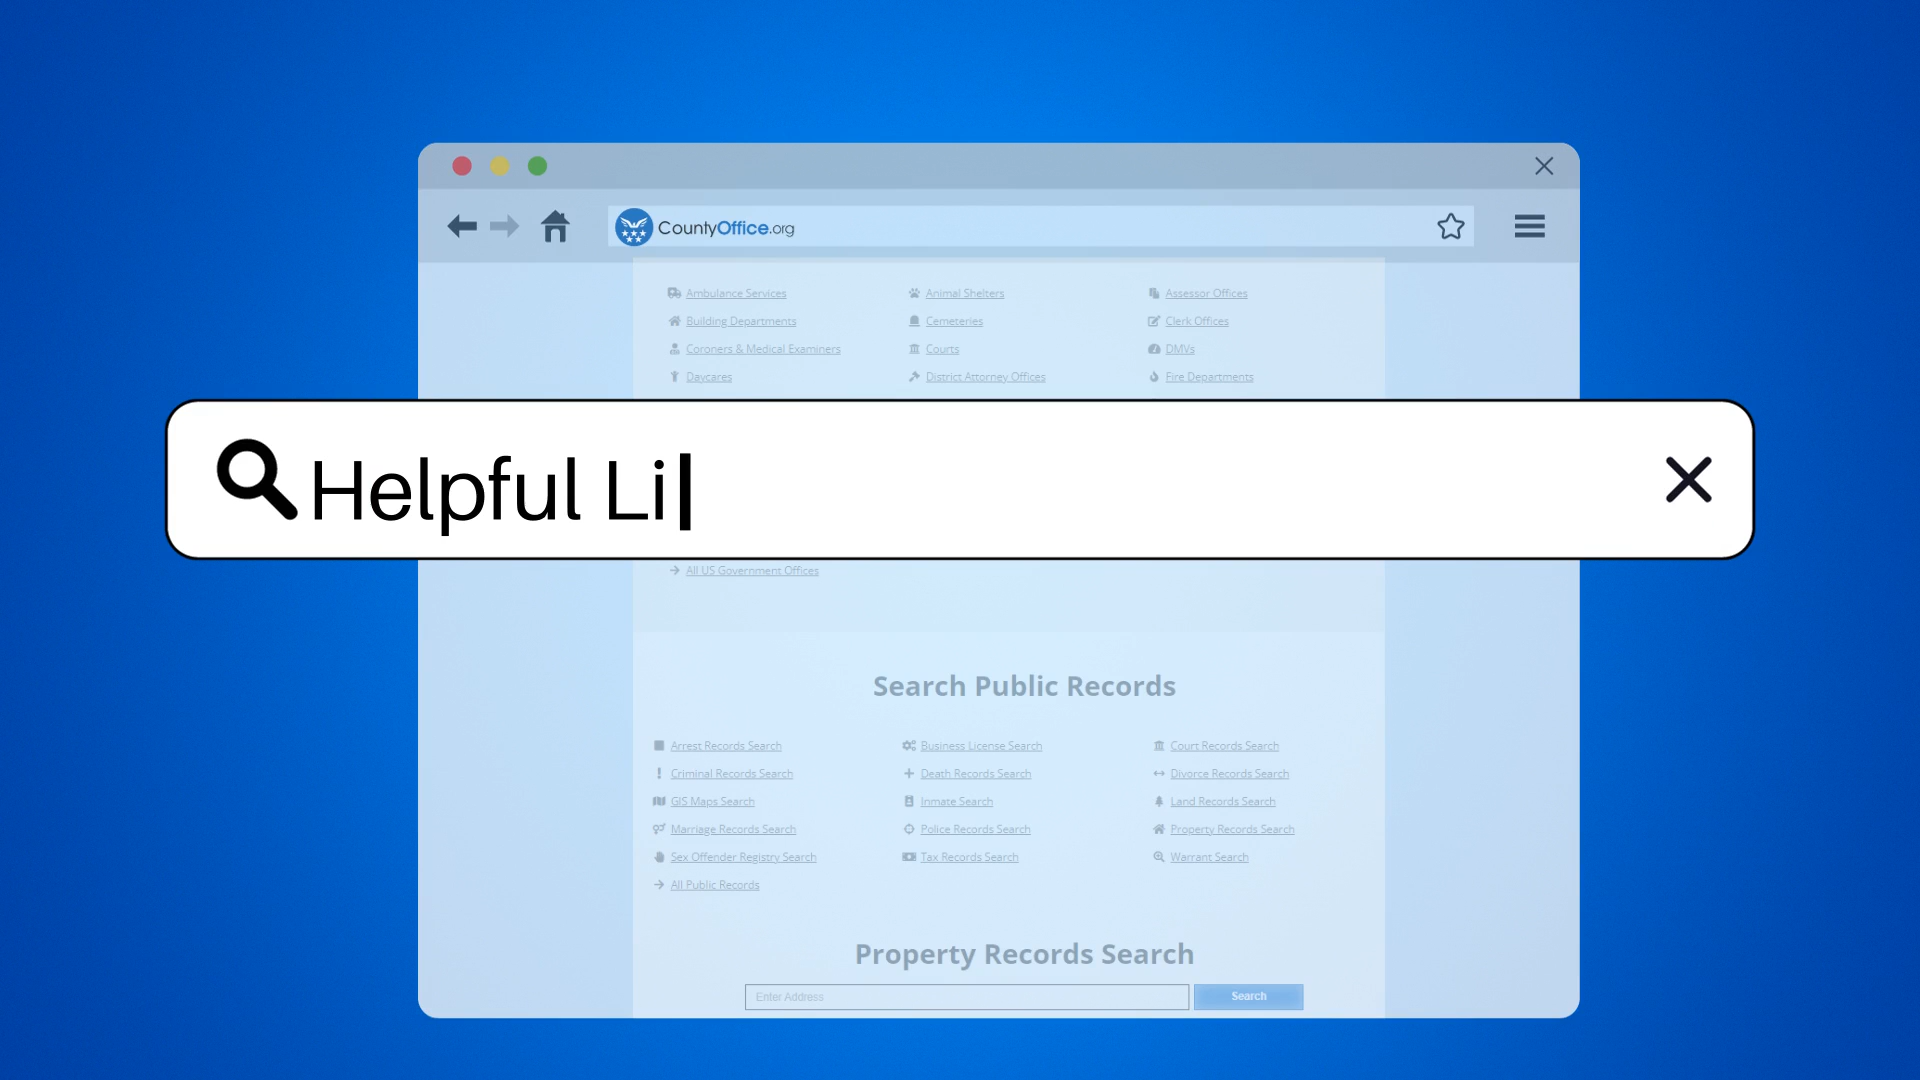 CountyOffice.org
Ambulance Services Animal Shelters Assessor Offices
Building Departments Cemeteries Clerk Offices
Coroners & Medical Examiners Courts DMVs
Daycares District Attorney Offices Fire Departments
Helpful Li
All US Government Offices
Search Public Records
Arrest Records Search Business License Search Court Records Search
Criminal Records Search Death Records Search Divorce Records Search
GIS Maps Search Inmate Search Land Records Search
Marriage Records Search Police Records Search Property Records Search
Sex Offender Registry Search Tax Records Search Warrant Search
All Public Records
Property Records Search
Enter Address Search